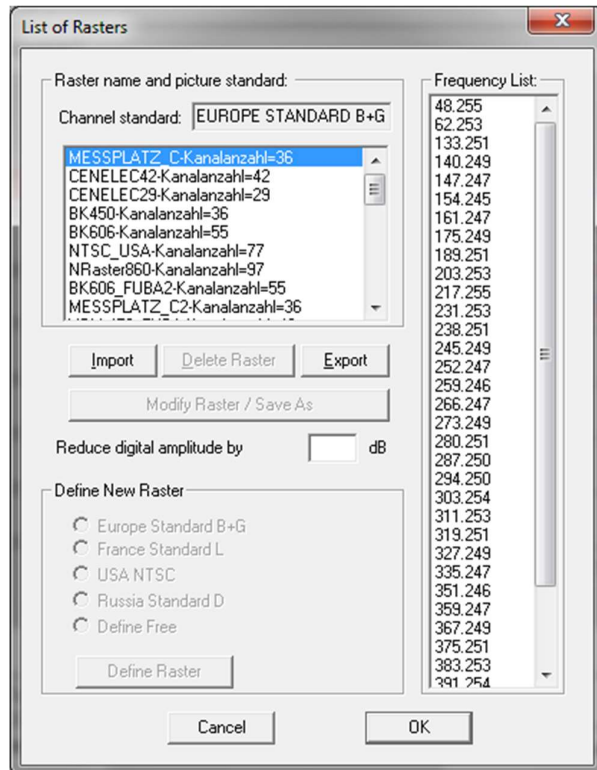 List of Rasters
Raster name and picture standard:
Channel standard: EUROPE STANDARD B+G
MESSPLATZ_C-Kanalanzahl=36
CENELEC42-Kanalanzahl=42
CENELEC29-Kanalanzahl=29
BK450-Kanalanzahl=36
BK606-Kanalanzahl=55
NTSC_USA-Kanalanzahl=77
NRaster860-Kanalanzahl=97
BK606_FUBA2-Kanalanzahl=55
MESSPLATZ_C2-Kanalanzahl=36
Import Delete Raster Export
Modify Raster / Save As
Reduce digital amplitude by dB
Define New Raster
Europe Standard B+G
France Standard L
USA NTSC
Russia Standard D
Define Free
Define Raster
Frequency List:
48.255
62.253
133.251
140.249
147.247
154.245
161.247
175.249
189.251
203.253
217.255
231.253
238.251
245.249
252.247
259.246
266.247
273.249
280.251
287.250
294.250
303.254
311.253
319.251
327.249
335.247
351.246
359.247
367.249
375.251
383.253
391.254
Cancel OK